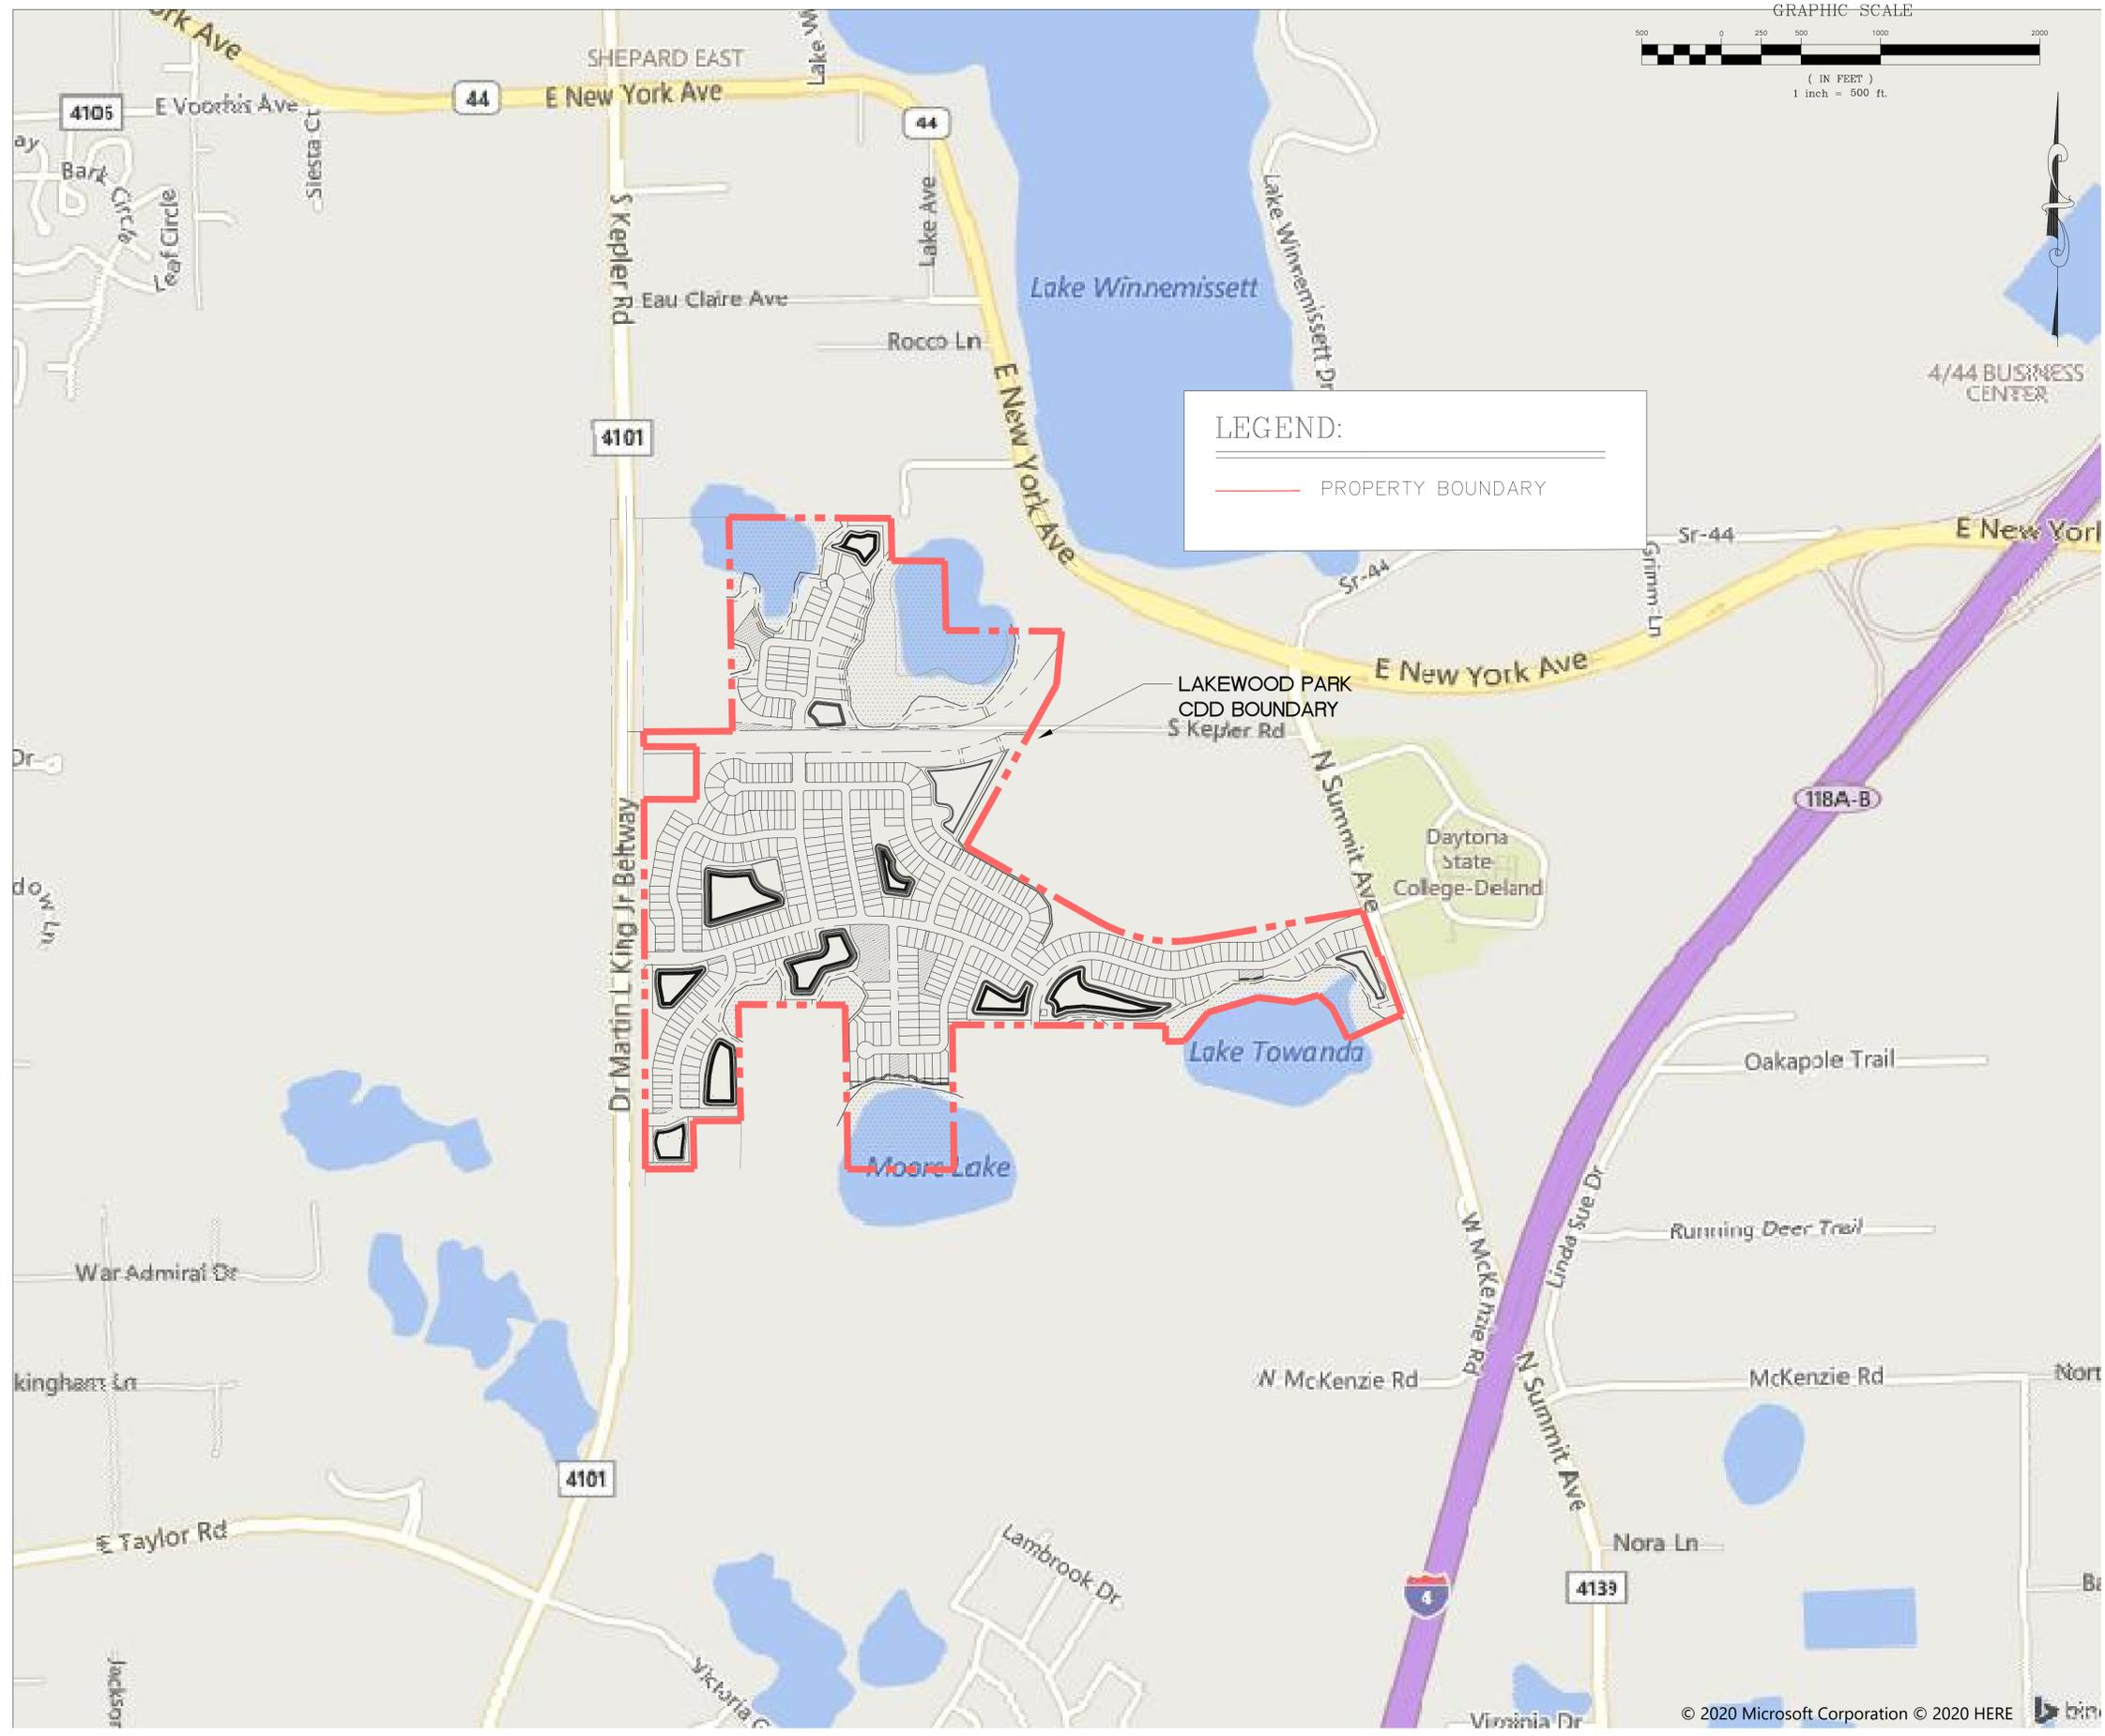 GRAPHIC SCALE
500 0 250 500 1000 2000
( IN FEET )
1 inch = 500 ft.
SHEPARD EAST
Ave
44
E New York Ave
4106
E Voorhis Ave
44
Siesta Ct
Bark Circle
Leaf Circle
S Kepler Rd
Lake Ave
Lake Winnemissett Dr
Lake Winnemissett
Eau Claire Ave
Rocco Ln
E New York Ave
4/44 BUSINESS
CENTER
LEGEND:
PROPERTY BOUNDARY
4101
Sr-44
E New
Sr-44
Grimm Ln
E New York Ave
LAKEWOOD PARK
CDD BOUNDARY
S Kepler Rd
N Summit Ave
Dr
118A-B
Daytona
State
College-Deland
Dr Martin L King Jr Beltway
Ln
Lake Towanda
Oakapple Trail
Moore Lake
Linda Sue Dr
Running Deer Trail
War Admiral Dr
W McKenzie Rd
W McKenzie Rd
McKenzie Rd
N Summit Ave
Ln
4101
E Taylor Rd
Lambrook Dr
Nora Ln
4139
4
Victoria
Virginia Dr
© 2020 Microsoft Corporation © 2020 HERE